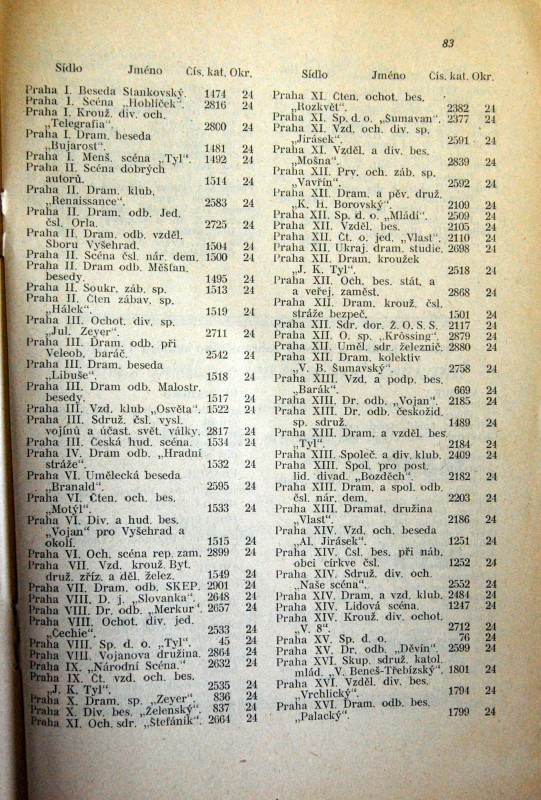 83
Sídlo Jméno Čís. kat. Okr.
Praha I. Beseda Stankovský. 1474 24
Praha I. Scéna „Hoblíček“. 2816 24
Praha I. Krouž. div. och.
„Telegrafia“. 2800 24
Praha I. Dram. beseda
„Bujarost“. 1481 24
Praha I. Menš. scéna „Tyl“. 1492 24
Praha II. Scéna dobrých
autorů. 1514 24
Praha II. Dram. klub.
„Renaissance“. 2583 24
Praha II. Dram. odb. Jed.
čsl. Orla. 2725 24
Praha II. Dram. odb. vzděl.
Sboru Vyšehrad. 1504 24
Praha II. Scéna čsl. nár. dem. 1500 24
Praha II. Dram. odb. Měšťan.
besedy. 1495 24
Praha II. Soukr. záb. sp. 1513 24
Praha II. Čten zábav. sp.
„Hálek“. 1519 24
Praha III. Ochot. div. sp.
„Jul. Zeyer“. 2711 24
Praha III. Dram. odb. při
Veleob. baráč. 2542 24
Praha III. Dram. beseda
„Libuše“. 1518 24
Praha III. Dram odb. Malostr.
besedy. 1517 24
Praha III. Vzd. klub „Osvěta“. 1522 24
Praha III. Sdruž. čsl. vysl.
vojínů a účast. svět. války. 2817 24
Praha III. Česká hud. scéna. 1534 24
Praha IV. Dram odb. „Hradní
stráže“. 1532 24
Praha VI. Umělecká beseda
„Branald“. 2595 24
Praha VI. Čten. och. bes.
„Motýl“. 1533 24
Praha VI. Div. a hud. bes.
„Vojan“ pro Vyšehrad a
okolí. 1515 24
Praha VI. Och. scéna rep. zam. 2899 24
Praha VII. Vzd. krouž. Byt.
druž. zříz. a děl. želez. 1549 24
Praha VII. Dram. odb. SKEP. 2901 24
Praha VIII. D. j. „Slovanka“. 2648 24
Praha VIII. Dr. odb. „Merkur“. 2657 24
Praha VIII. Ochot. div. jed.
„Čechie“. 2533 24
Praha VIII. Sp. d. o. „Tyl“. 45 24
Praha VIII. Vojanova družina. 2864 24
Praha IX. „Národní Scéna.“ 2632 24
Praha IX. Čt. vzd. och. bes.
„J. K. Tyl“. 2535 24
Praha X. Dram. sp. „Zeyer“. 836 24
Praha X. Div. bes. „Želenský“. 837 24
Praha XI. Och. sdr. „Štefánik“. 2664 24
Sídlo Jméno Čís. kat. Okr.
Praha XI. Čten. ochot. bes.
„Rozkvět“. 2382 24
Praha XI. Sp. d. o. „Šumavan“. 2377 24
Praha XI. Vzd. och. div. sp.
„Jirásek“. 2591 24
Praha XI. Vzděl. a div. bes.
„Mošna“. 2839 24
Praha XII. Prv. och. záb. sp.
„Vavřín“. 2592 24
Praha XII. Dram. a pěv. druž.
„K. H. Borovský“. 2109 24
Praha XII. Sp. d. o. „Mládí“. 2509 24
Praha XII. Vzděl. bes. 2105 24
Praha XII. Čt. o. jed. „Vlast“. 2110 24
Praha XII. Ukraj. dram. studie. 2698 24
Praha XII. Dram. kroužek
„J. K. Tyl“. 2518 24
Praha XII. Och. bes. stát, a
a veřej. zaměst. 2868 24
Praha XII. Dram. krouž. čsl.
stráže bezpeč. 1501 24
Praha XII. Sdr. dor. Ž. O. S. S. 2117 24
Praha XII. O. sp. „Krössing“. 2879 24
Praha XII. Uměl. sdr. železnič. 2880 24
Praha XII. Dram. kolektiv
„V. B. Šumavský“. 2758 24
Praha XIII. Vzd. a podp. bes.
„Barák“. 669 24
Praha XIII. Dr. odb. „Vojan“. 2185 24
Praha XIII. Dr. odb. českožid.
sp. sdruž. 1489 24
Praha XIII. Dram. a vzděl. bes.
„Tyl“. 2184 24
Praha XIII. Společ. a div. klub. 2409 24
Praha XIII. Spol. pro post.
lid. divad. „Bozděch“. 2182 24
Praha XIII. Dram. a spol. odb.
čsl. nár. dem. 2203 24
Praha XIII. Dramat. družina
„Vlast“. 2186 24
Praha XIV. Vzd. och. beseda
„Al. Jirásek“. 1251 24
Praha XIV. Čsl. bes. při náb.
obci církve čsl. 1252 24
Praha XIV. Sdruž. div. och.
„Naše scéna“. 2552 24
Praha XIV. Dram. a vzd. klub. 2484 24
Praha XIV. Lidová scéna. 1247 24
Praha XIV. Krouž. div. ochot.
„V. 8“. 2712 24
Praha XV. Sp. d. o. 76 24
Praha XV. Dr. odb. „Děvín“. 2599 24
Praha XVI. Skup. sdruž. katol.
mlád. „V. Beneš-Třebízský“. 1801 24
Praha XVI. Vzděl. div. bes.
„Vrchlický“. 1794 24
Praha XVI. Dram. odb. bes.
„Palacký“. 1799 24